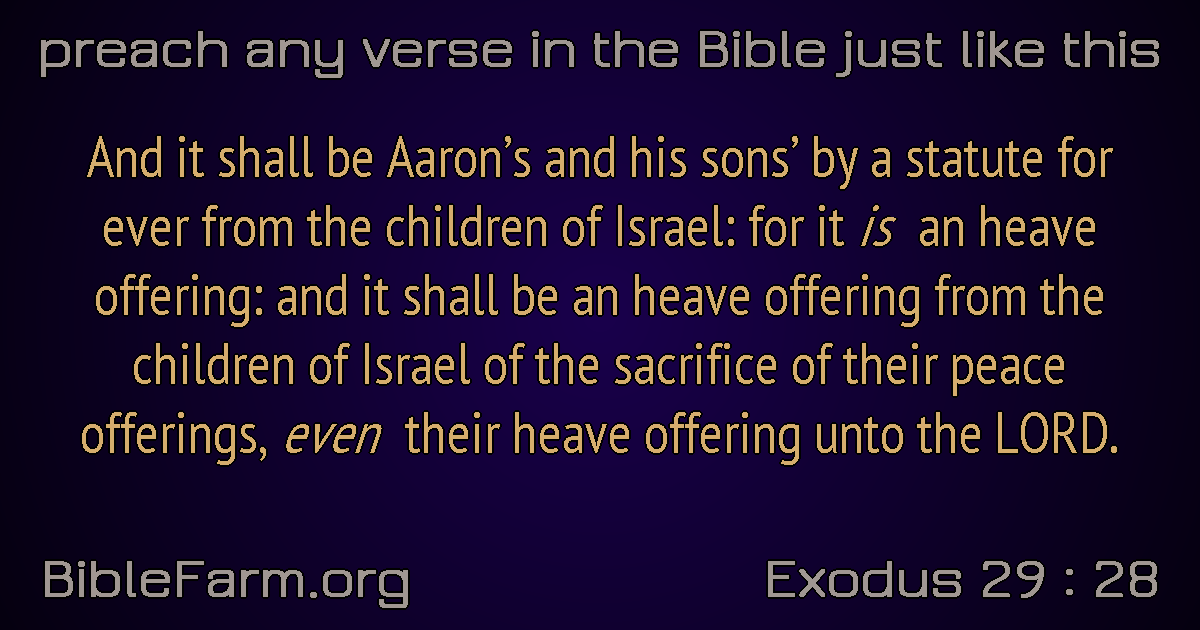 preach any verse in the Bible just like this
And it shall be Aaron’s and his sons’ by a statute for
ever from the children of Israel: for it is an heave
offering: and it shall be an heave offering from the
children of Israel of the sacrifice of their peace
offerings, even their heave offering unto the LORD.
BibleFarm.org
Exodus 29 : 28